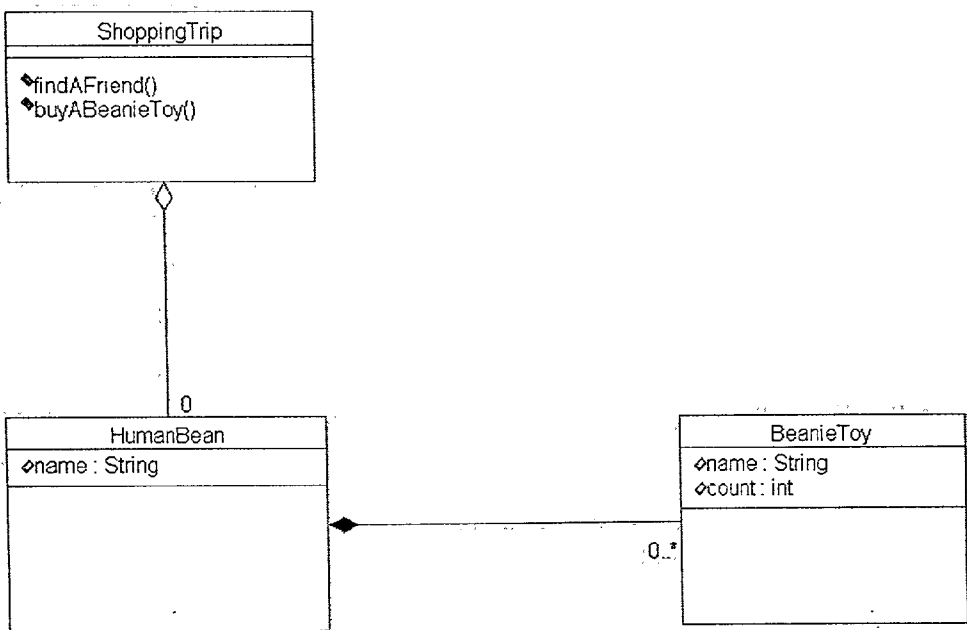 ShoppingTrip
findAFriend()
buyABeanieToy()
0
HumanBean
name : String
BeanieToy
name : String
count : int
0..*